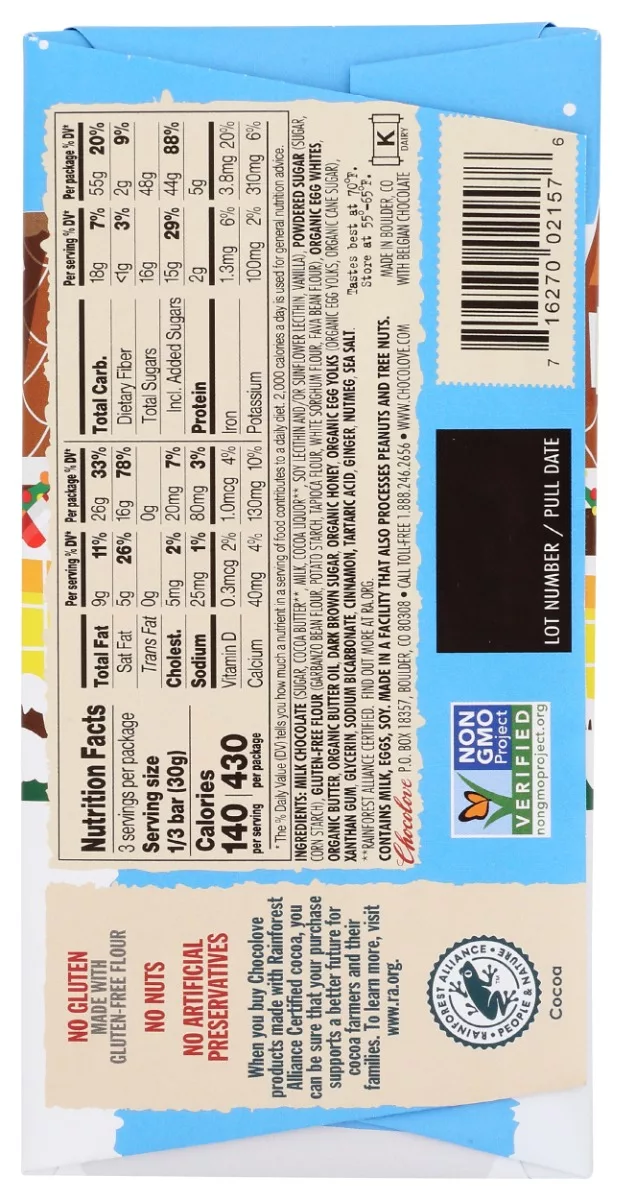 NO GLUTEN
MADE WITH
GLUTEN-FREE FLOUR
NO NUTS
NO ARTIFICIAL
PRESERVATIVES
When you buy Chocolove
products made with Rainforest
Alliance Certified cocoa, you
can be sure that your purchase
supports a better future for
cocoa farmers and their
families. To learn more, visit
www.ra.org.
RAINFOREST ALLIANCE • PEOPLE & NATURE •
TM
Cocoa
Nutrition Facts
3 servings per package
Serving size
1/3 bar (30g)
Calories
140 430
per serving per package
Per serving % DV* Per package % DV*
Total Fat 9g 11% 26g 33%
Sat Fat 5g 26% 16g 78%
Trans Fat 0g 0g
Cholest. 5mg 2% 20mg 7%
Sodium 25mg 1% 80mg 3%
Vitamin D 0.3mcg 2% 1.0mcg 4%
Calcium 40mg 4% 130mg 10%
Per serving % DV* Per package % DV*
Total Carb. 18g 7% 55g 20%
Dietary Fiber <1g 3% 2g 9%
Total Sugars 16g 48g
Incl. Added Sugars 15g 29% 44g 88%
Protein 2g 5g
Iron 1.3mg 6% 3.8mg 20%
Potassium 100mg 2% 310mg 6%
*The % Daily Value (DV) tells you how much a nutrient in a serving of food contributes to a daily diet. 2,000 calories a day is used for general nutrition advice.
INGREDIENTS: MILK CHOCOLATE (SUGAR, COCOA BUTTER**, MILK, COCOA LIQUOR**, SOY LECITHIN AND/OR SUNFLOWER LECITHIN, VANILLA), POWDERED SUGAR (SUGAR,
CORN STARCH), GLUTEN-FREE FLOUR (GARBANZO BEAN FLOUR, POTATO STARCH, TAPIOCA FLOUR, WHITE SORGHUM FLOUR, FAVA BEAN FLOUR), ORGANIC EGG WHITES,
ORGANIC BUTTER, ORGANIC BUTTER OIL, DARK BROWN SUGAR, ORGANIC HONEY, ORGANIC EGG YOLKS (ORGANIC EGG YOLKS, ORGANIC CANE SUGAR),
XANTHAN GUM, GLYCERIN, SODIUM BICARBONATE, CINNAMON, TARTARIC ACID, GINGER, NUTMEG, SEA SALT.
**RAINFOREST ALLIANCE CERTIFIED. FIND OUT MORE AT RA.ORG.
CONTAINS MILK, EGGS, SOY. MADE IN A FACILITY THAT ALSO PROCESSES PEANUTS AND TREE NUTS.
Chocolove P.O. BOX 18357, BOULDER, CO 80308 • CALL TOLL-FREE 1.888.246.2656 • WWW.CHOCOLOVE.COM
Tastes best at 70°F.
Store at 55°-65°F.
MADE IN BOULDER, CO
WITH BELGIAN CHOCOLATE
K
DAIRY
NON
GMO
Project
VERIFIED
nongmoproject.org
LOT NUMBER / PULL DATE
7 16270 02157 6